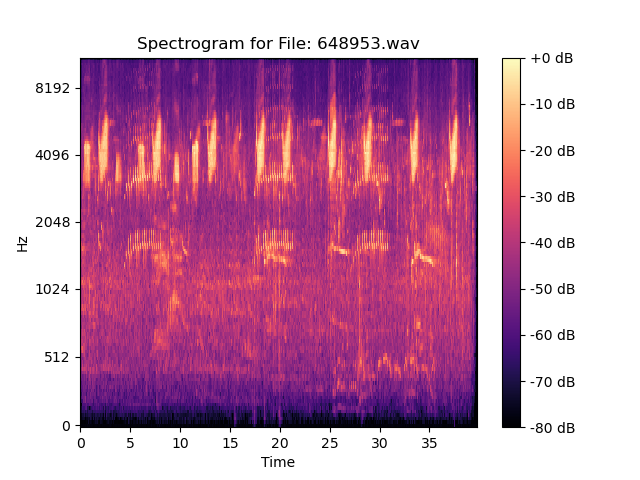 Spectrogram for File: 648953.wav
8192
4096
2048
1024
512
0
Hz
0 5 10 15 20 25 30 35
Time
+0 dB
-10 dB
-20 dB
-30 dB
-40 dB
-50 dB
-60 dB
-70 dB
-80 dB